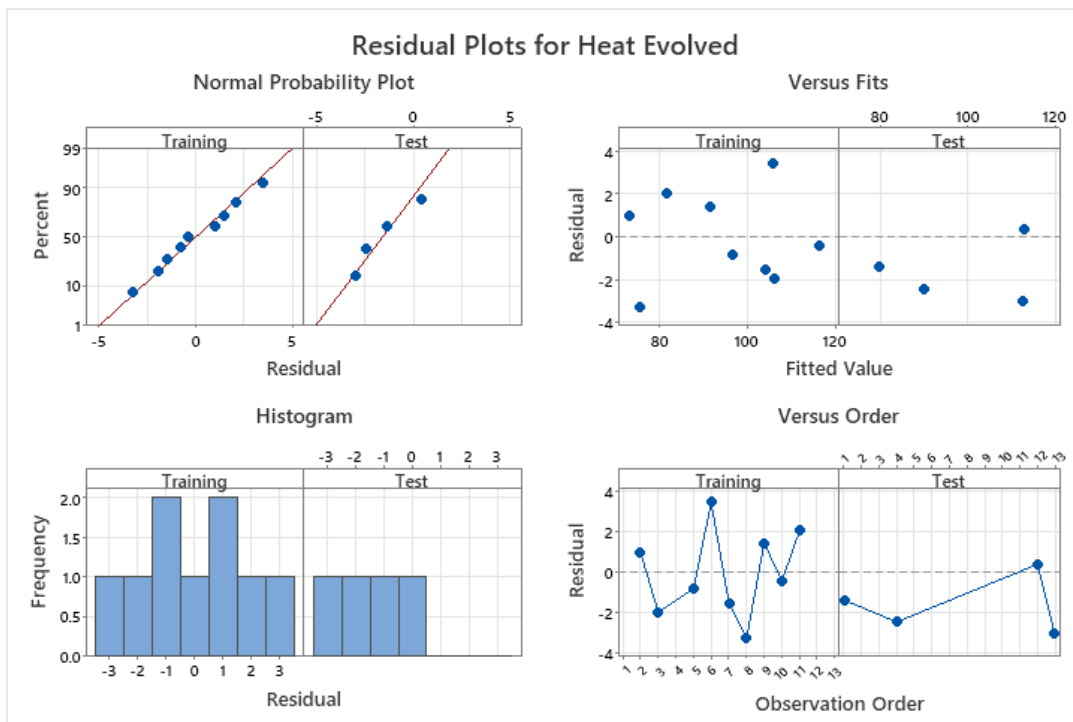 Residual Plots for Heat Evolved
Normal Probability Plot
-5 0 5
Training Test
99
90
50
10
1
Percent
-5 0 5
Residual
Versus Fits
80 100 120
Training Test
4
2
0
-2
-4
Residual
80 100 120
Fitted Value
Histogram
-3 -2 -1 0 1 2 3
Training Test
2.0
1.5
1.0
0.5
0.0
Frequency
-3 -2 -1 0 1 2 3
Residual
Versus Order
1 2 3 4 5 6 7 8 9 10 11 12 13
Training Test
4
2
0
-2
-4
Residual
1 2 3 4 5 6 7 8 9 10 11 12 13
Observation Order